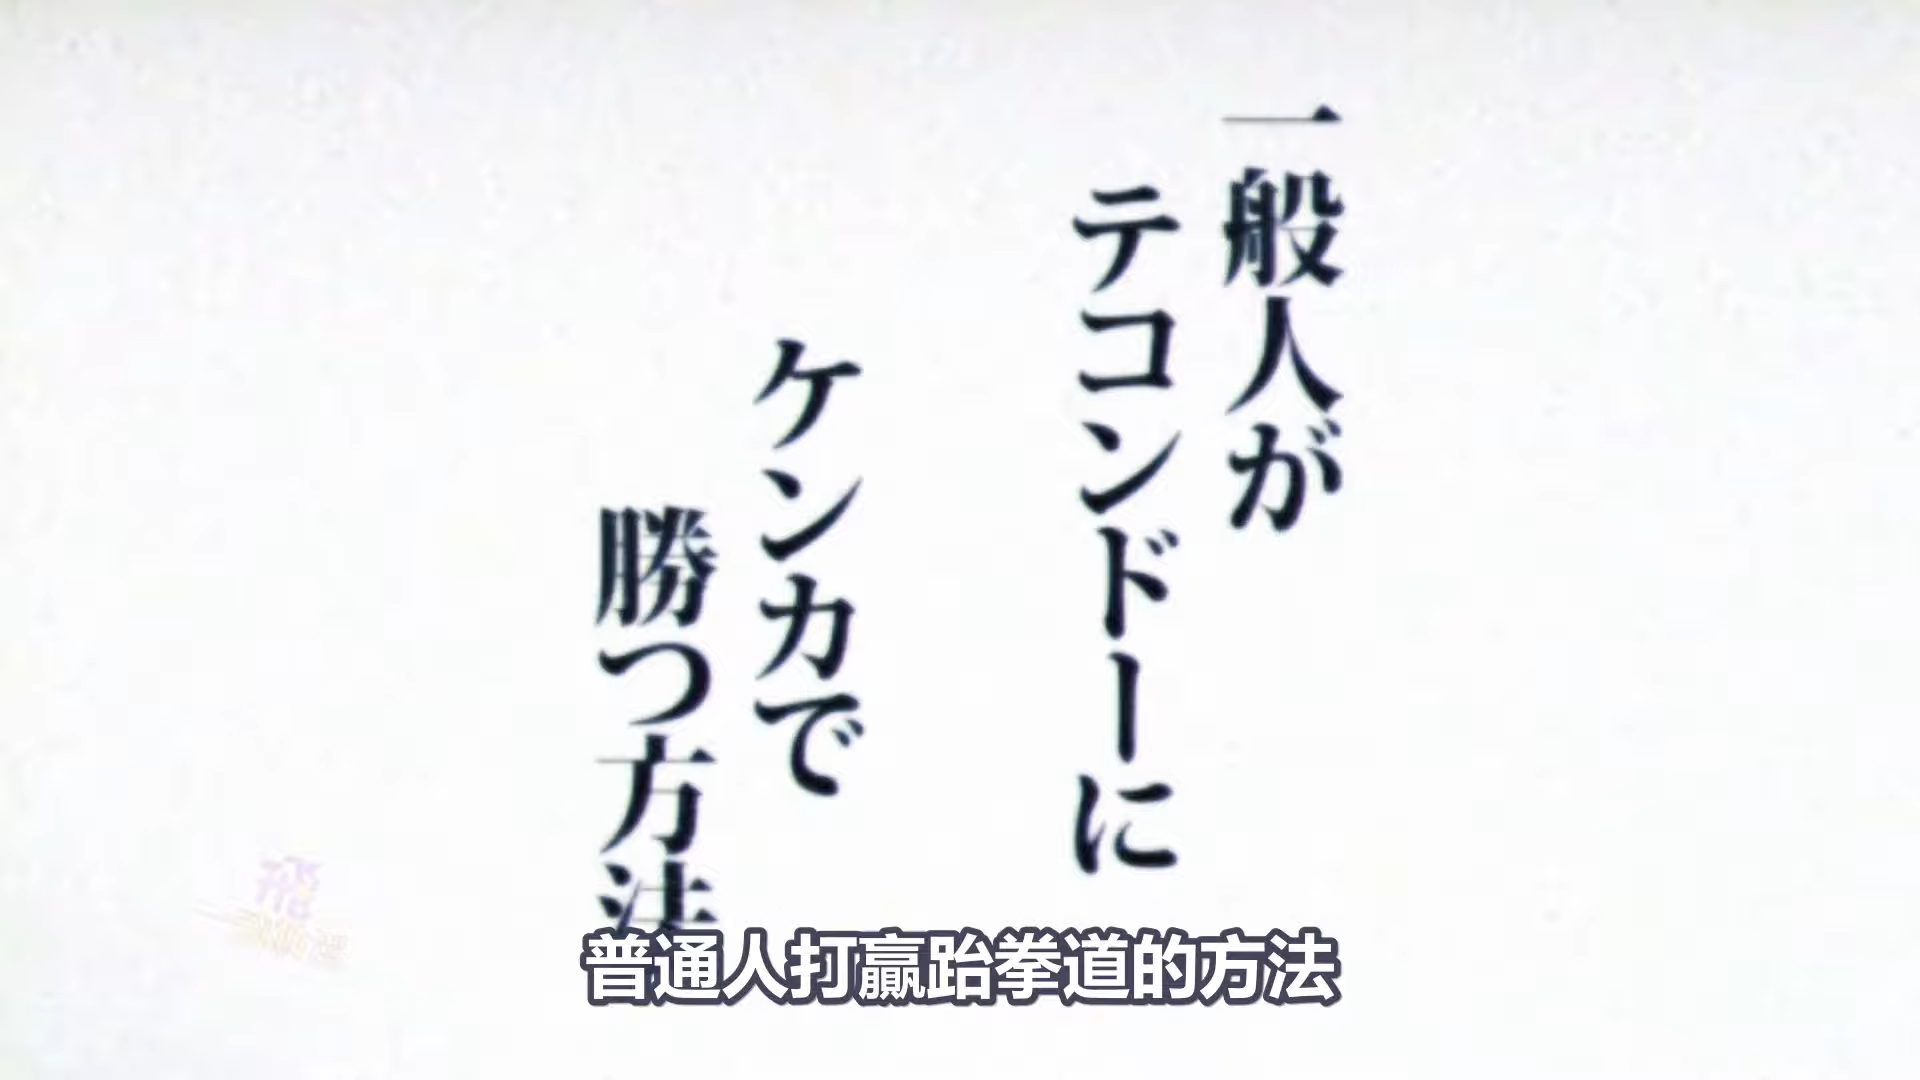 一般人が
テコンドーに
ケンカで
勝つ方法
普通人打赢跆拳道的方法